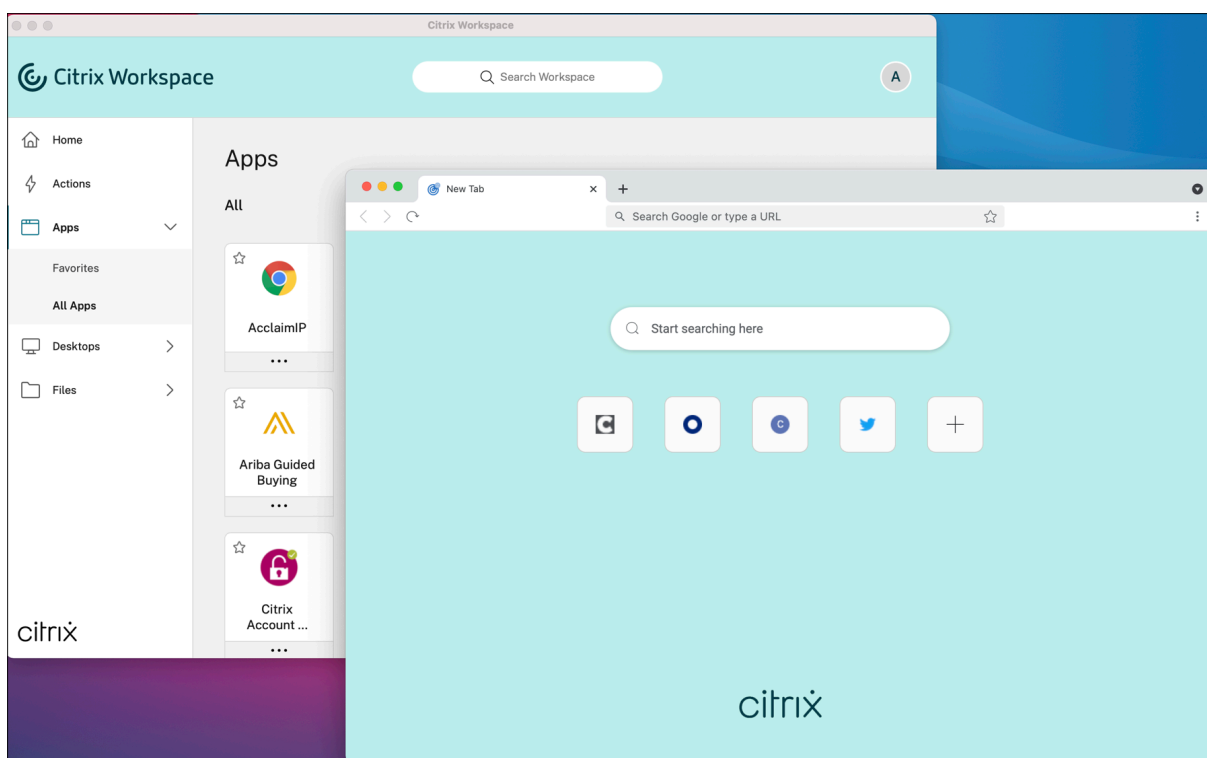 Citrix Workspace
Citrix Workspace
Search Workspace
A
Home
Actions
Apps
Favorites
All Apps
Desktops
Files
citrix
Apps
All
AcclaimIP
Ariba Guided
Buying
Citrix
Account ...
New Tab
Search Google or type a URL
Start searching here
C
C
citrix